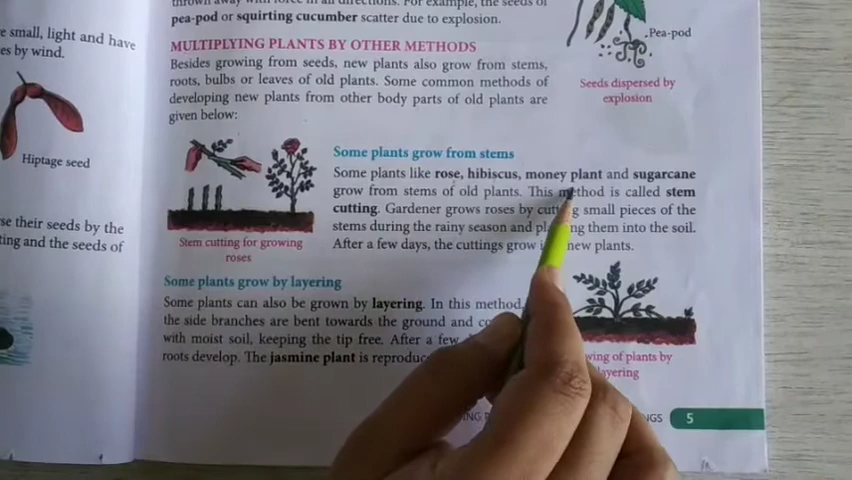 e small, light and have
es by wind.
Hiptage seed
se their seeds by the
ting and the seeds of
thrown away with force in all directions. For example, the seeds of
pea-pod or squirting cucumber scatter due to explosion.
Pea-pod
Seeds dispersed by
explosion
MULTIPLYING PLANTS BY OTHER METHODS
Besides growing from seeds, new plants also grow from stems,
roots, bulbs or leaves of old plants. Some common methods of
developing new plants from other body parts of old plants are
given below:
Stem cutting for growing
roses
Some plants grow from stems
Some plants like rose, hibiscus, money plant and sugarcane
grow from stems of old plants. This method is called stem
cutting. Gardener grows roses by cutting small pieces of the
stems during the rainy season and pl ng them into the soil.
After a few days, the cuttings grow new plants.
Some plants grow by layering
Some plants can also be grown by layering. In this method,
the side branches are bent towards the ground and
with moist soil, keeping the tip free. After a few
roots develop. The jasmine plant is
wing of plants by
layering
NGS 5